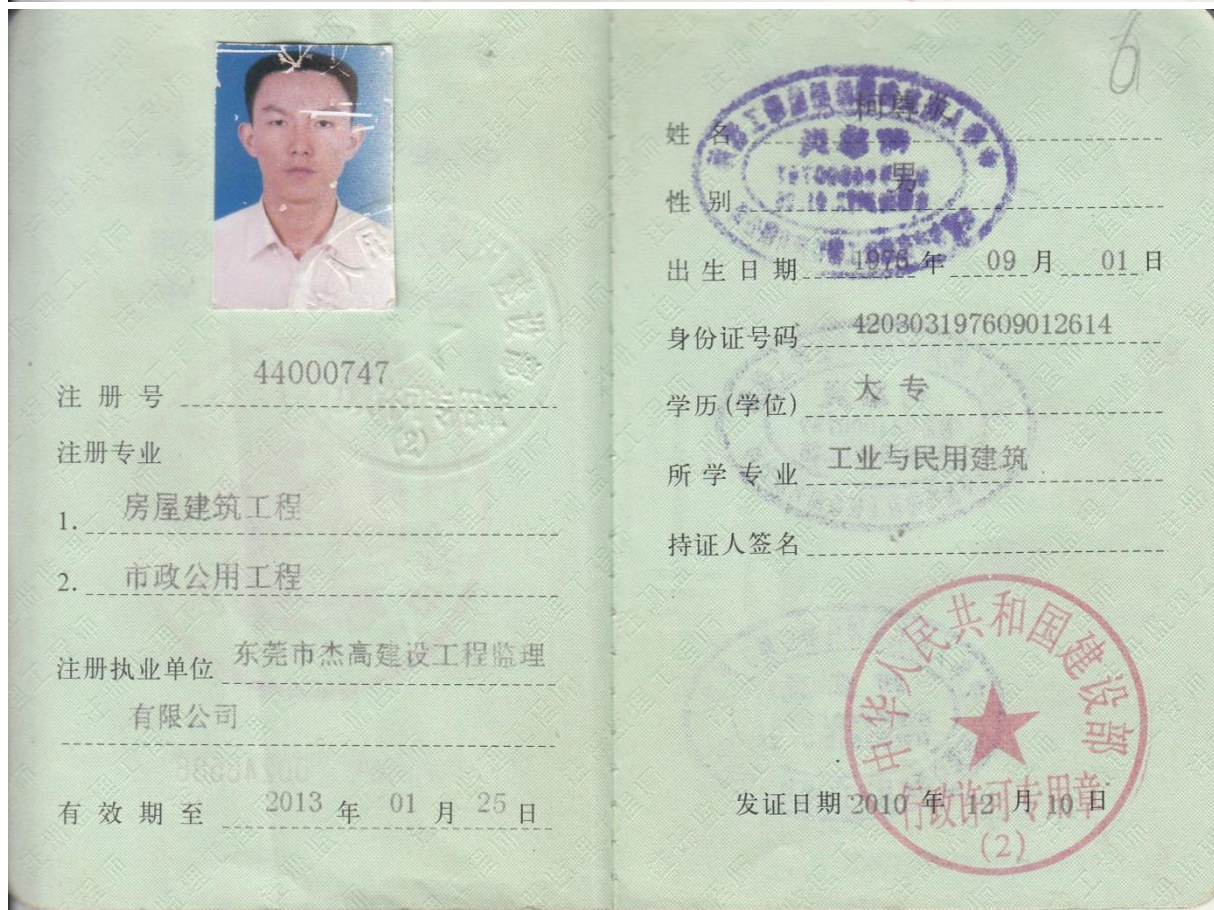 注 册 号 44000747
注册专业
1. 房屋建筑工程
2. 市政公用工程
注册执业单位 东莞市杰高建设工程监理
有限公司
有 效 期 至 2013 年 01 月 25 日
6
姓 名 柯尊
性 别 男
出 生 日 期 1976 年 09 月 01 日
身份证号码 420303197609012614
学历(学位) 大 专
所 学 专 业 工业与民用建筑
持证人签名
中华人民共和国建设部
发证日期 2010 年 12 月 10 日
行政许可专用章
(2)